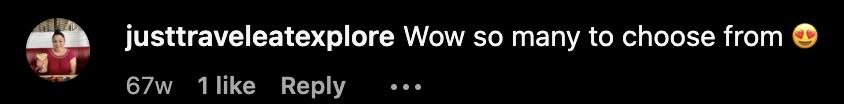 justtraveleatexplore Wow so many to choose from 😍
67w 1 like Reply ...